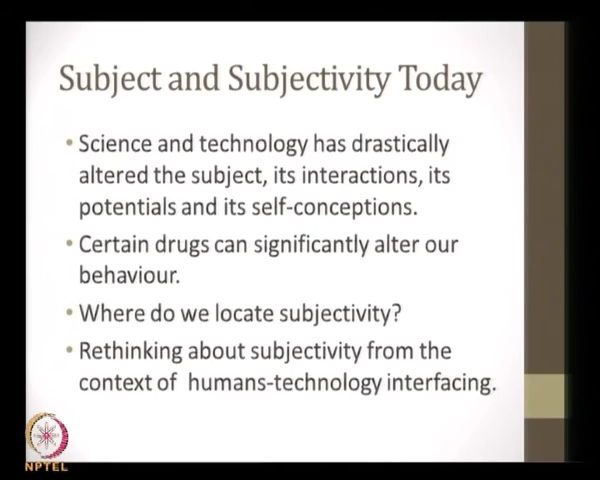 Subject and Subjectivity Today
• Science and technology has drastically
altered the subject, its interactions, its
potentials and its self-conceptions.
• Certain drugs can significantly alter our
behaviour.
• Where do we locate subjectivity?
• Rethinking about subjectivity from the
context of humans-technology interfacing.
NPTEL